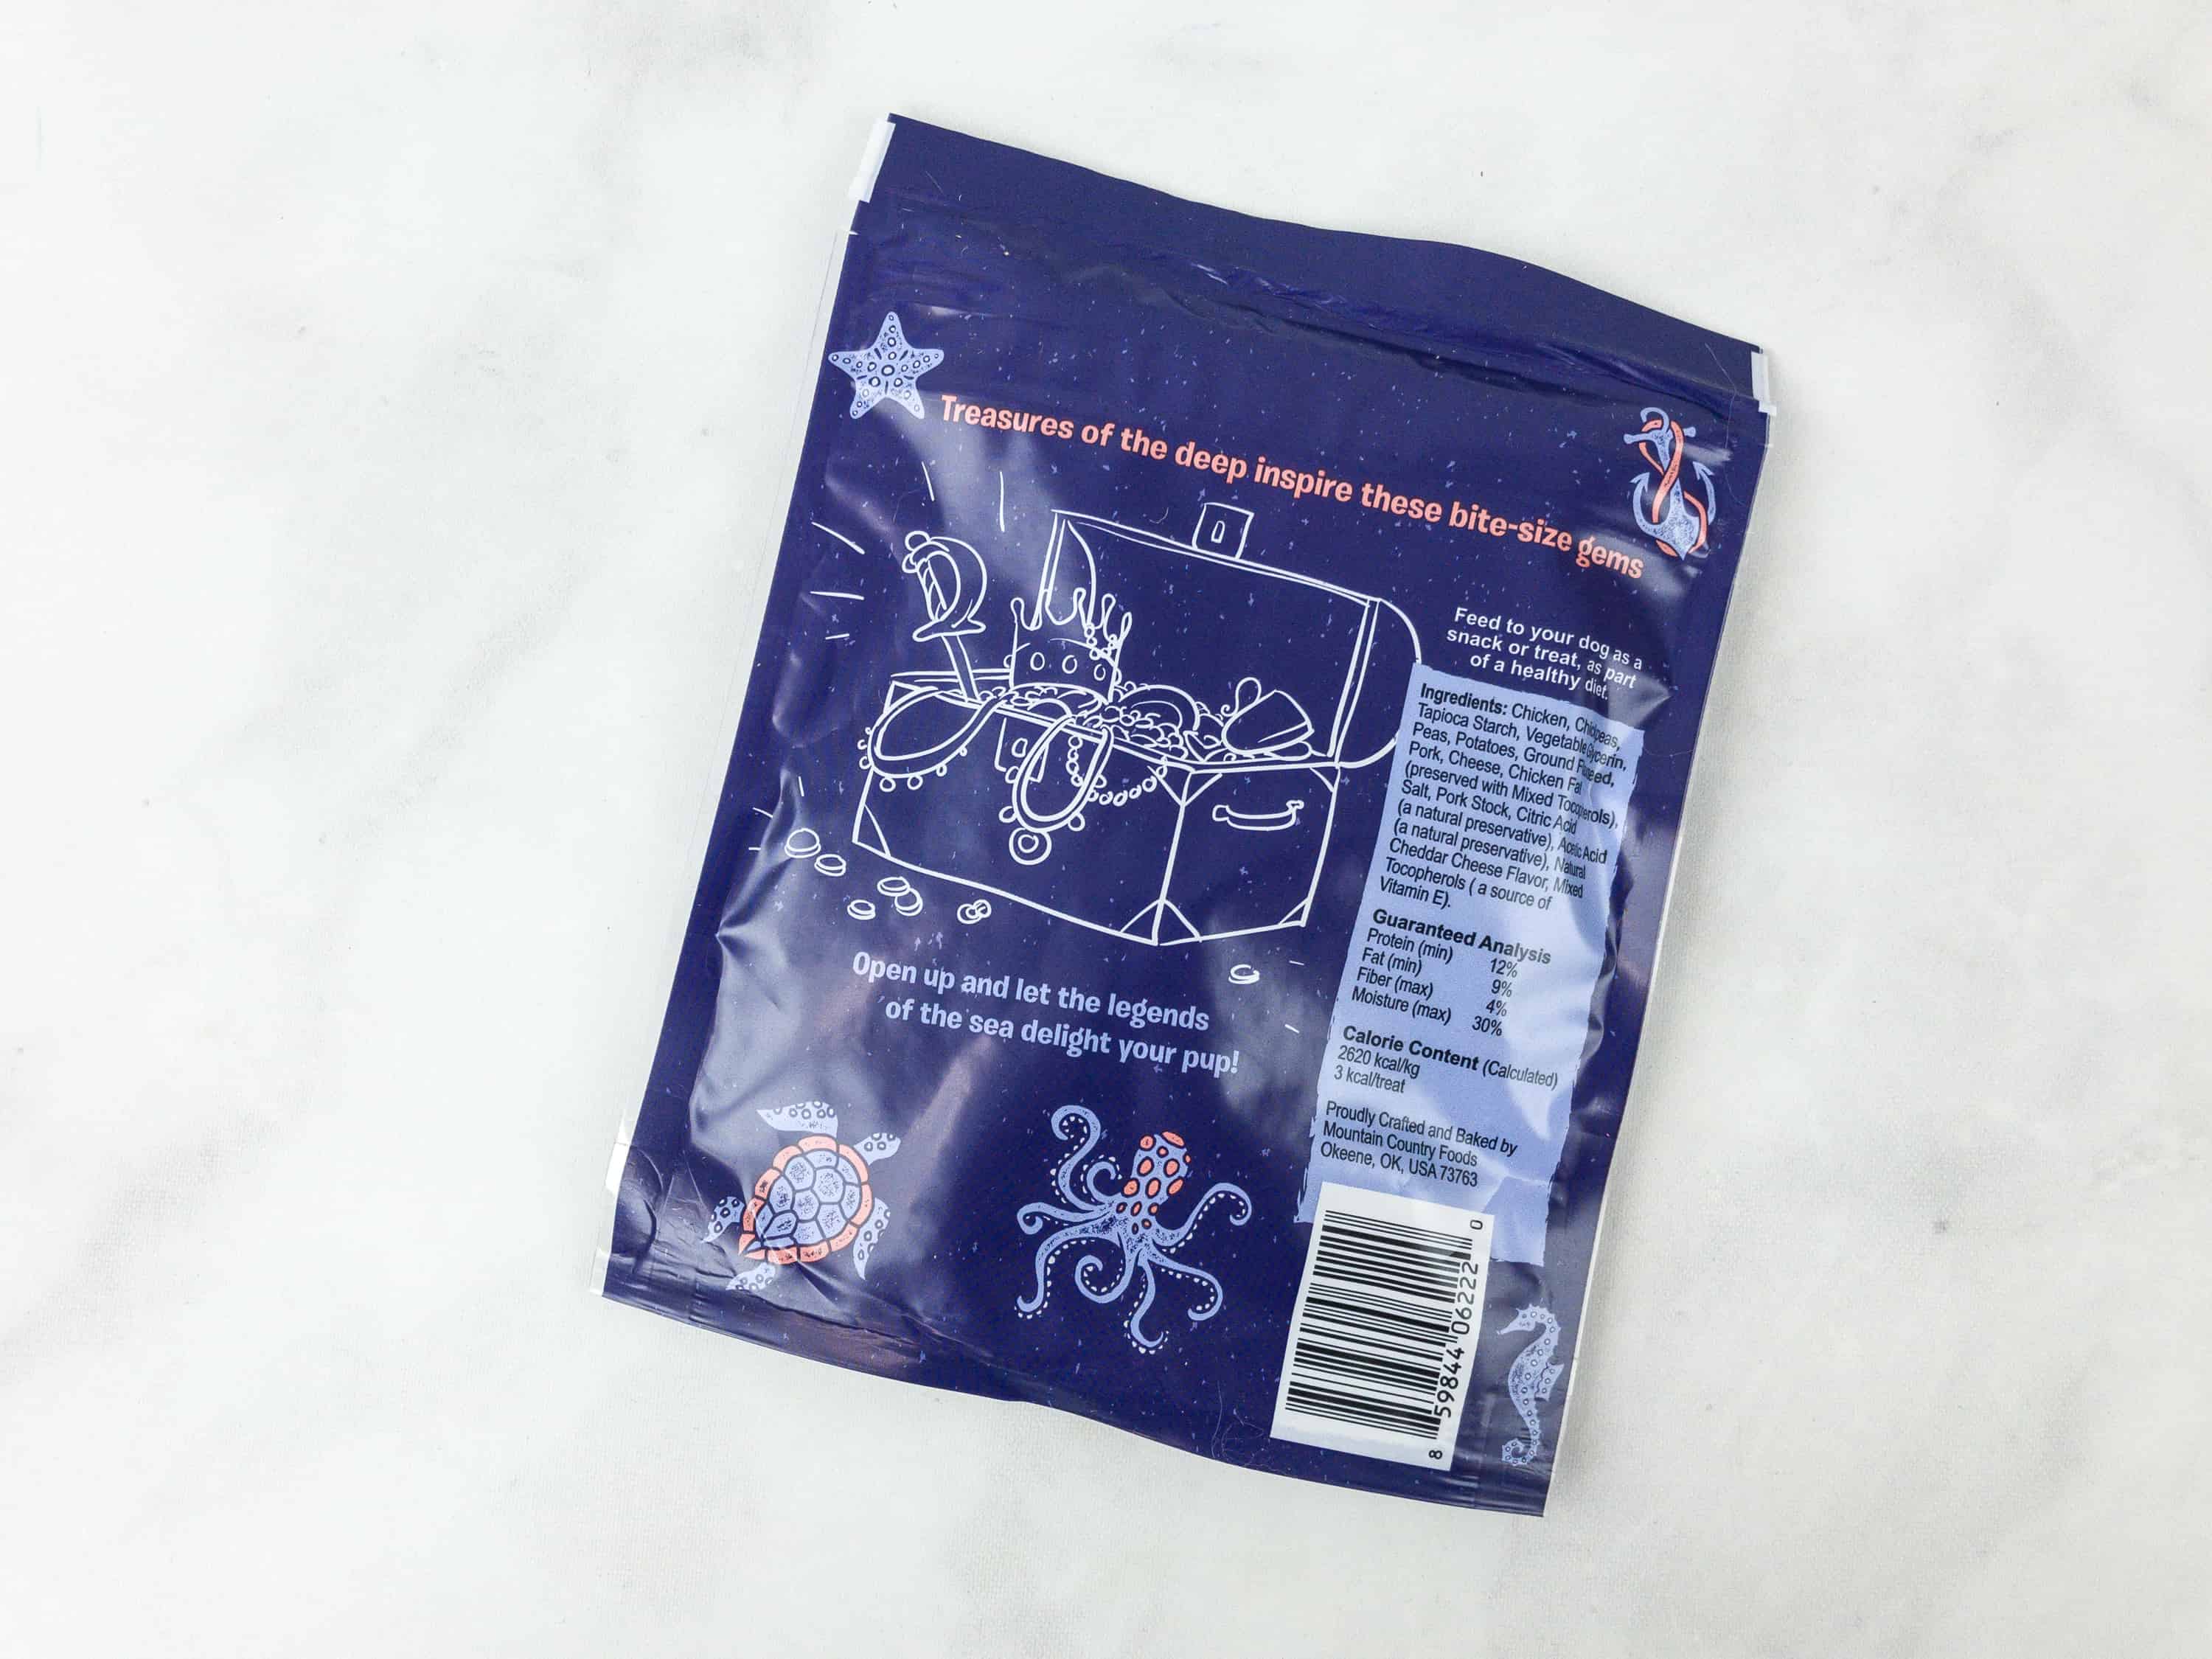 Treasures of the deep inspire these bite-size gems
Feed to your dog as a
snack or treat, as part
of a healthy diet.
Ingredients: Chicken, Chickpeas,
Tapioca Starch, Vegetable Glycerin,
Peas, Potatoes, Ground Flaxseed,
Pork, Cheese, Chicken Fat
(preserved with Mixed Tocopherols),
Salt, Pork Stock, Citric Acid
(a natural preservative), Acetic Acid
(a natural preservative), Natural
Cheddar Cheese Flavor, Mixed
Tocopherols ( a source of
Vitamin E).
Guaranteed Analysis
Protein (min) 12%
Fat (min) 9%
Fiber (max) 4%
Moisture (max) 30%
Calorie Content (Calculated)
2620 kcal/kg
3 kcal/treat
Proudly Crafted and Baked by
Mountain Country Foods
Okeene, OK, USA 73763
Open up and let the legends
of the sea delight your pup!
8 59844 06222 0